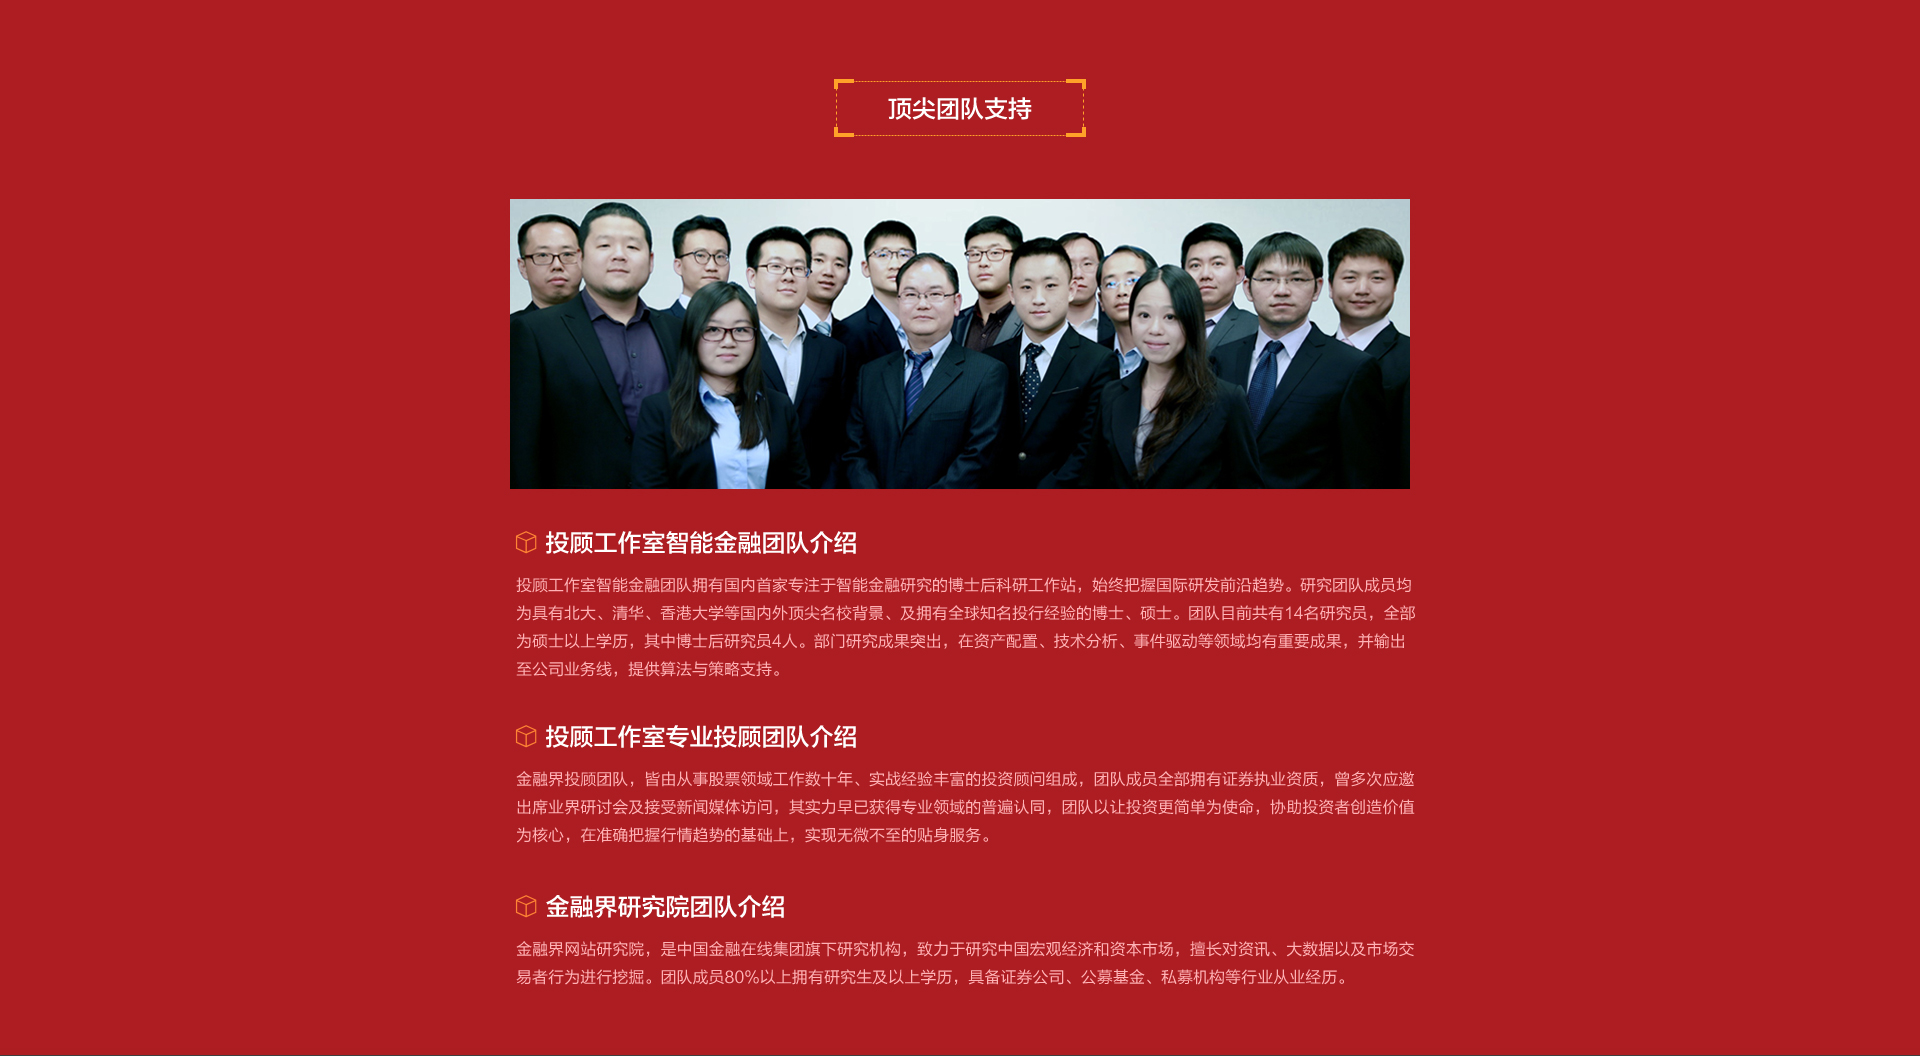 顶尖团队支持
投顾工作室智能金融团队介绍
投顾工作室智能金融团队拥有国内首家专注于智能金融研究的博士后科研工作站，始终把握国际研发前沿趋势。研究团队成员均
为具有北大、清华、香港大学等国内外顶尖名校背景、及拥有全球知名投行经验的博士、硕士。团队目前共有14名研究员，全部
为硕士以上学历，其中博士后研究员4人。部门研究成果突出，在资产配置、技术分析、事件驱动等领域均有重要成果，并输出
至公司业务线，提供算法与策略支持。
投顾工作室专业投顾团队介绍
金融界投顾团队，皆由从事股票领域工作数十年、实战经验丰富的投资顾问组成，团队成员全部拥有证券执业资质，曾多次应邀
出席业界研讨会及接受新闻媒体访问，其实力早已获得专业领域的普遍认同，团队以让投资更简单为使命，协助投资者创造价值
为核心，在准确把握行情趋势的基础上，实现无微不至的贴身服务。
金融界研究院团队介绍
金融界网站研究院，是中国金融在线集团旗下研究机构，致力于研究中国宏观经济和资本市场，擅长对资讯、大数据以及市场交
易者行为进行挖掘。团队成员80%以上拥有研究生及以上学历，具备证券公司、公募基金、私募机构等行业从业经历。